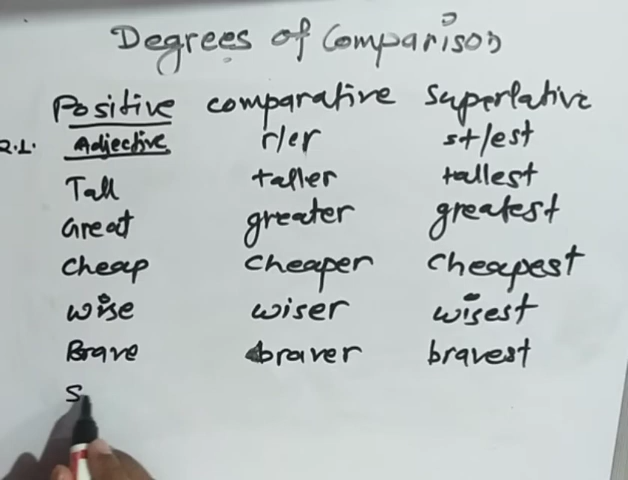 Degrees of Comparison
Positive comparative Superlative
R.1. Adjective r/er st/est
Tall taller tallest
Great greater greatest
cheap cheaper cheapest
wise wiser wisest
Brave braver bravest
S